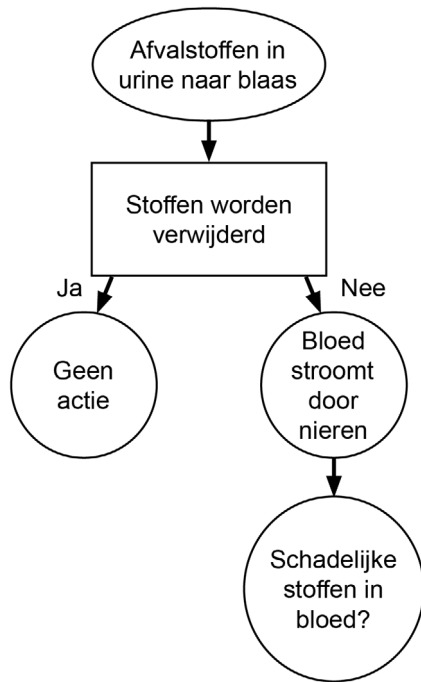 Afvalstoffen in
urine naar blaas
Stoffen worden
verwijderd
Ja
Nee
Geen
actie
Bloed
stroomt
door
nieren
Schadelijke
stoffen in
bloed?